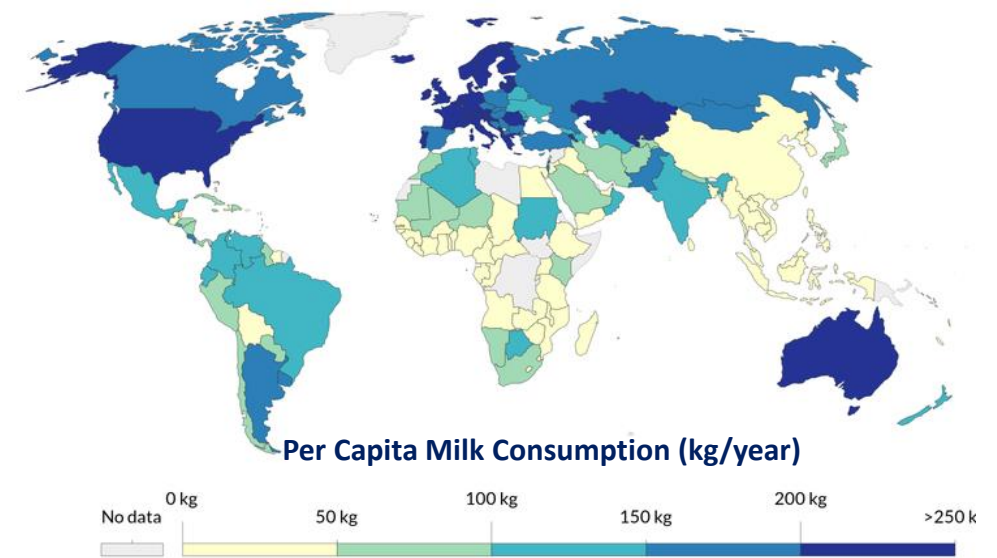 Per Capita Milk Consumption (kg/year)
0 kg 100 kg 200 kg
No data 50 kg 150 kg >250 k